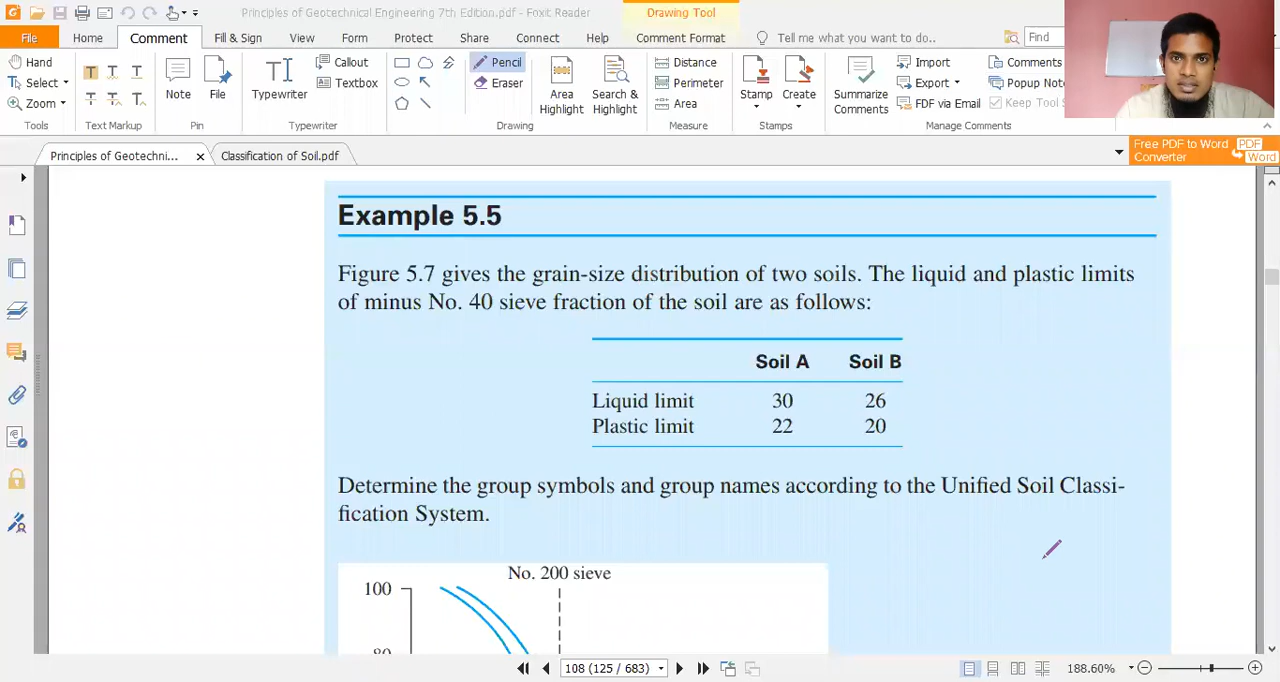 Principles of Geotechnical Engineering 7th Edition.pdf - Foxit Reader
Drawing Tool
File Home Comment Fill & Sign View Form Protect Share Connect Help Comment Format Tell me what you want to do.. Find
Hand
Select
Zoom
Tools
Text Markup
Note
File
Pin
Typewriter
Callout
Textbox
Typewriter
Pencil
Eraser
Drawing
Area Highlight
Search & Highlight
Distance
Perimeter
Area
Measure
Stamp
Create
Stamps
Summarize Comments
Import
Export
FDF via Email
Comments
Popup Note
Keep Tool S
Manage Comments
Principles of Geotechni...
Classification of Soil.pdf
Free PDF to Word Converter
PDF
Word
Example 5.5
Figure 5.7 gives the grain-size distribution of two soils. The liquid and plastic limits
of minus No. 40 sieve fraction of the soil are as follows:
Soil A Soil B
Liquid limit 30 26
Plastic limit 22 20
Determine the group symbols and group names according to the Unified Soil Classi-
fication System.
No. 200 sieve
100
80
108 (125 / 683)
188.60%